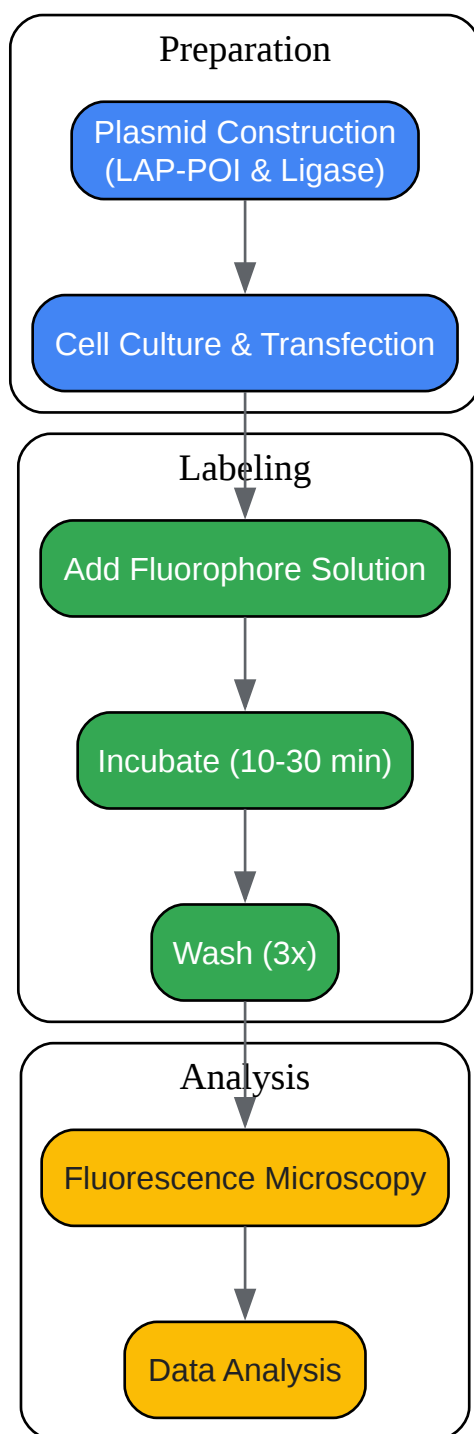 Preparation
Plasmid Construction
(LAP-POI & Ligase)
Cell Culture & Transfection
Labeling
Add Fluorophore Solution
Incubate (10-30 min)
Wash (3x)
Analysis
Fluorescence Microscopy
Data Analysis